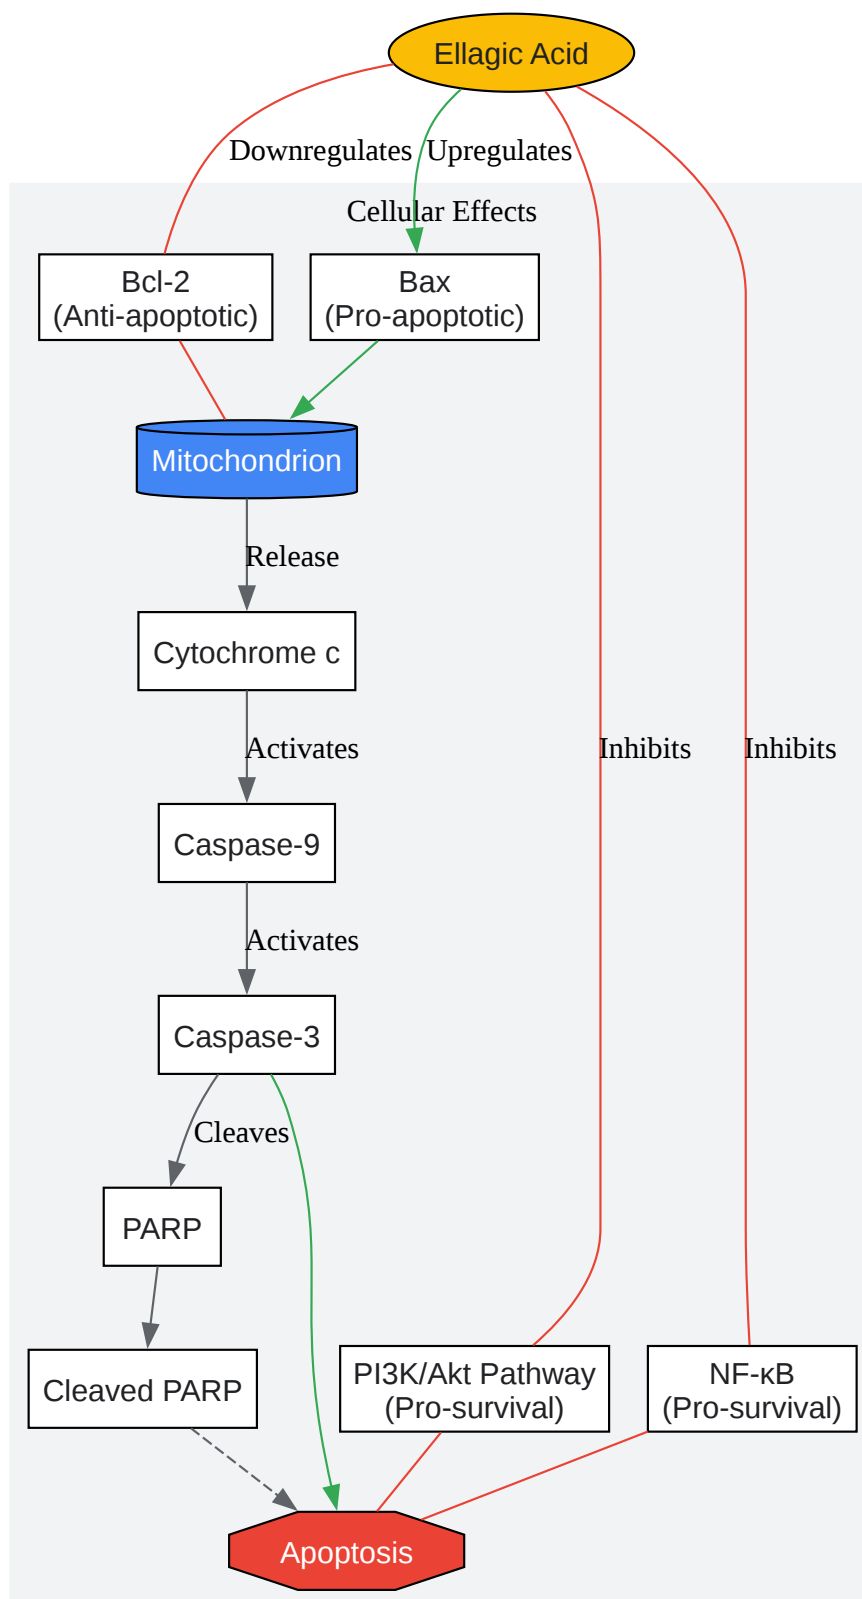 Ellagic Acid
Downregulates
Upregulates
Cellular Effects
Bcl-2
(Anti-apoptotic)
Bax
(Pro-apoptotic)
Mitochondrion
Release
Cytochrome c
Activates
Inhibits
Inhibits
Caspase-9
Activates
Caspase-3
Cleaves
PARP
Cleaved PARP
PI3K/Akt Pathway
(Pro-survival)
NF-κB
(Pro-survival)
Apoptosis